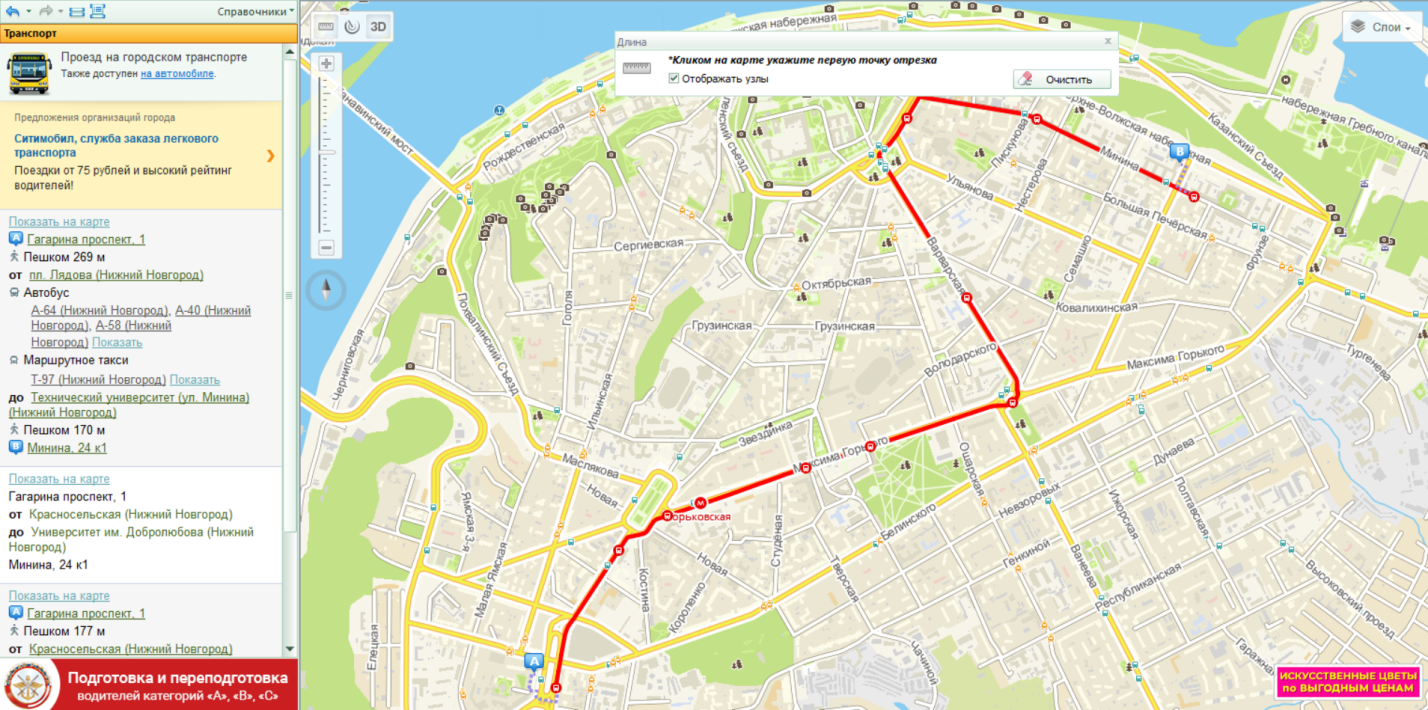 Справочники
Транспорт
Проезд на городском транспорте
Также доступен на автомобиле.
Предложения организаций города
Ситимобил, служба заказа легкового
транспорта
Поездки от 75 рублей и высокий рейтинг
водителей!
Показать на карте
A Гагарина проспект, 1
Пешком 269 м
от пл. Лядова (Нижний Новгород)
Автобус
А-64 (Нижний Новгород), А-40 (Нижний
Новгород), А-58 (Нижний
Новгород) Показать
Маршрутное такси
Т-97 (Нижний Новгород) Показать
до Технический университет (ул. Минина)
(Нижний Новгород)
Пешком 170 м
B Минина, 24 к1
Показать на карте
Гагарина проспект, 1
от Красносельская (Нижний Новгород)
до Университет им. Добролюбова (Нижний
Новгород)
Минина, 24 к1
Показать на карте
A Гагарина проспект, 1
Пешком 177 м
от Красносельская (Нижний Новгород)
Подготовка и переподготовка
водителей категорий «А», «В», «С»
3D
Слои
Длина
x
*Кликом на карте укажите первую точку отрезка
Отображать узлы
Очистить
набережная
Казанский Съезд
набережная Гребного канал
Рождественская
Пискунова
Минина
B
Ульянова
Нестерова
Большая Печёрская
Сергиевская
Варварская
Семашко
Фрунзе
Октябрьская
Ковалихинская
Похвалинский Съезд
Гоголя
Грузинская
Грузинская
Черниговская
Володарского
Максима Горького
Тургенева
Ильинская
Звездинка
Максима Горького
Ошарская
Дунаева
Маслякова
Новая
М
Горьковская
Белинского
Невзоровых
Ижорская
Полтавская
Ямская 3-я
Студёная
Генкиной
Ванеева
Малая Ямская
Костина
Новая
Короленко
Тверская
Республиканская
Высоковский проезд
Елецкая
A
Чачиной
ИСКУССТВЕННЫЕ ЦВЕТЫ
по ВЫГОДНЫМ ЦЕНАМ